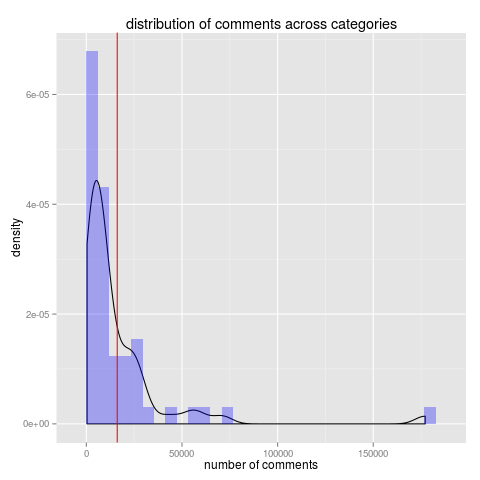 distribution of comments across categories
6e-05
4e-05
2e-05
0e+00
density
0
50000
100000
150000
number of comments